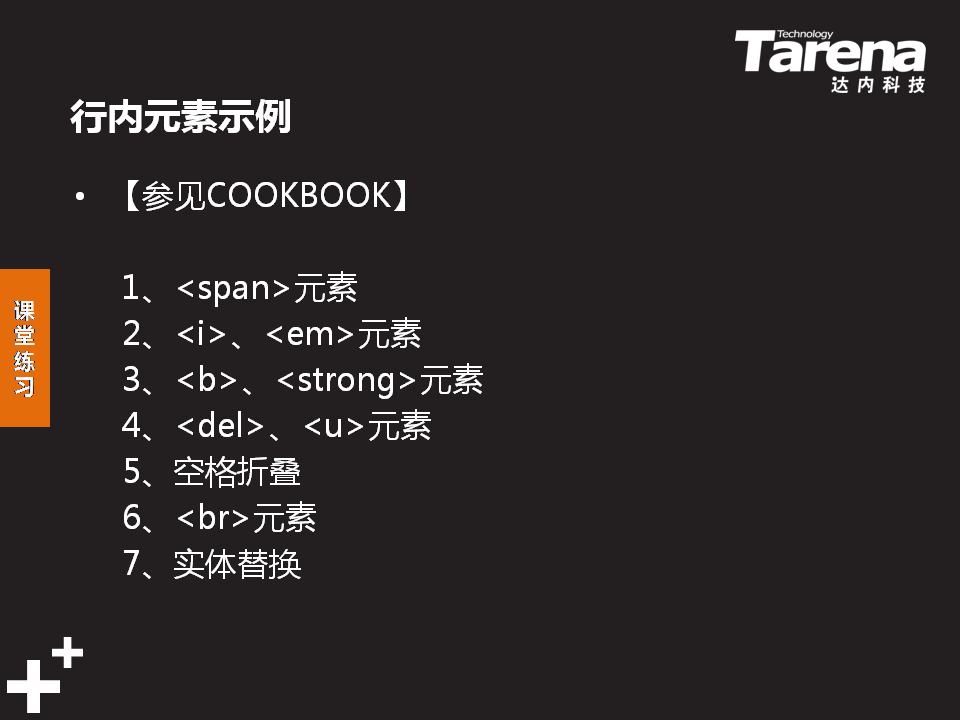 Technology
Tarena
达内科技
行内元素示例
• 【参见COOKBOOK】
1、<span>元素
2、<i>、<em>元素
3、<b>、<strong>元素
4、<del>、<u>元素
5、空格折叠
6、<br>元素
7、实体替换
课堂练习